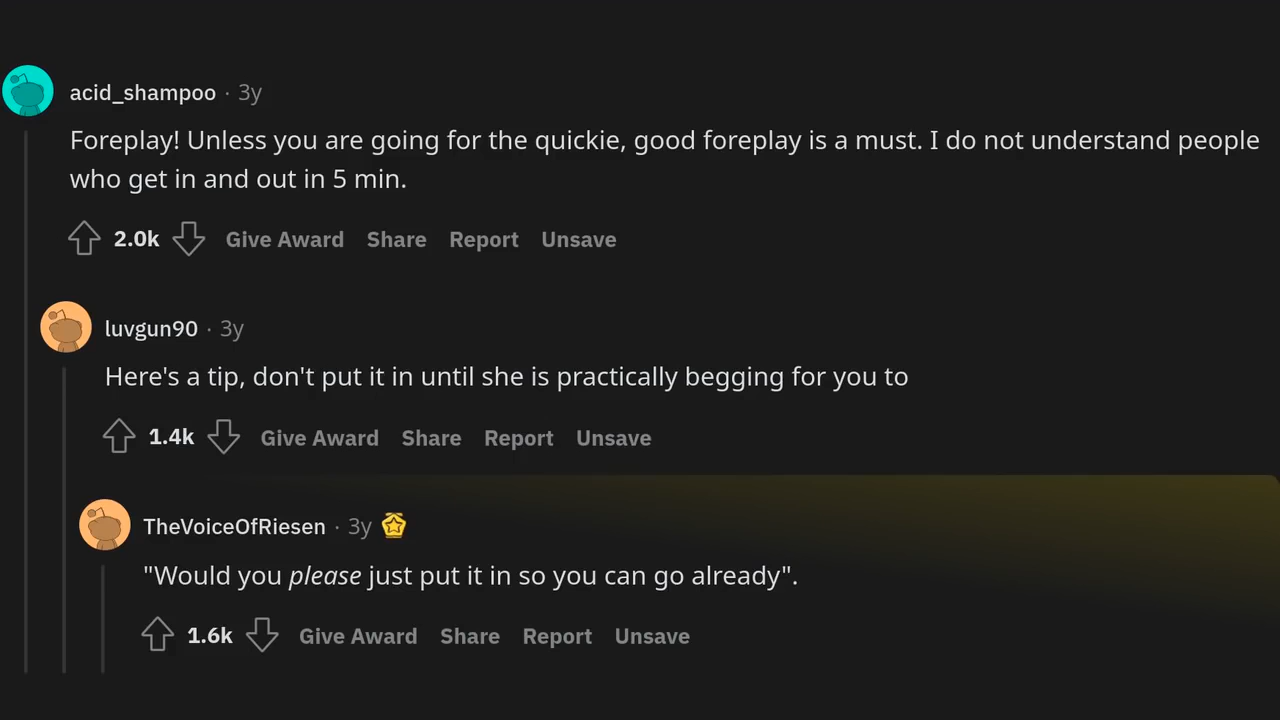 acid_shampoo · 3y
Foreplay! Unless you are going for the quickie, good foreplay is a must. I do not understand people
who get in and out in 5 min.
2.0k Give Award Share Report Unsave
luvgun90 · 3y
Here's a tip, don't put it in until she is practically begging for you to
1.4k Give Award Share Report Unsave
TheVoiceOfRiesen · 3y
"Would you please just put it in so you can go already".
1.6k Give Award Share Report Unsave